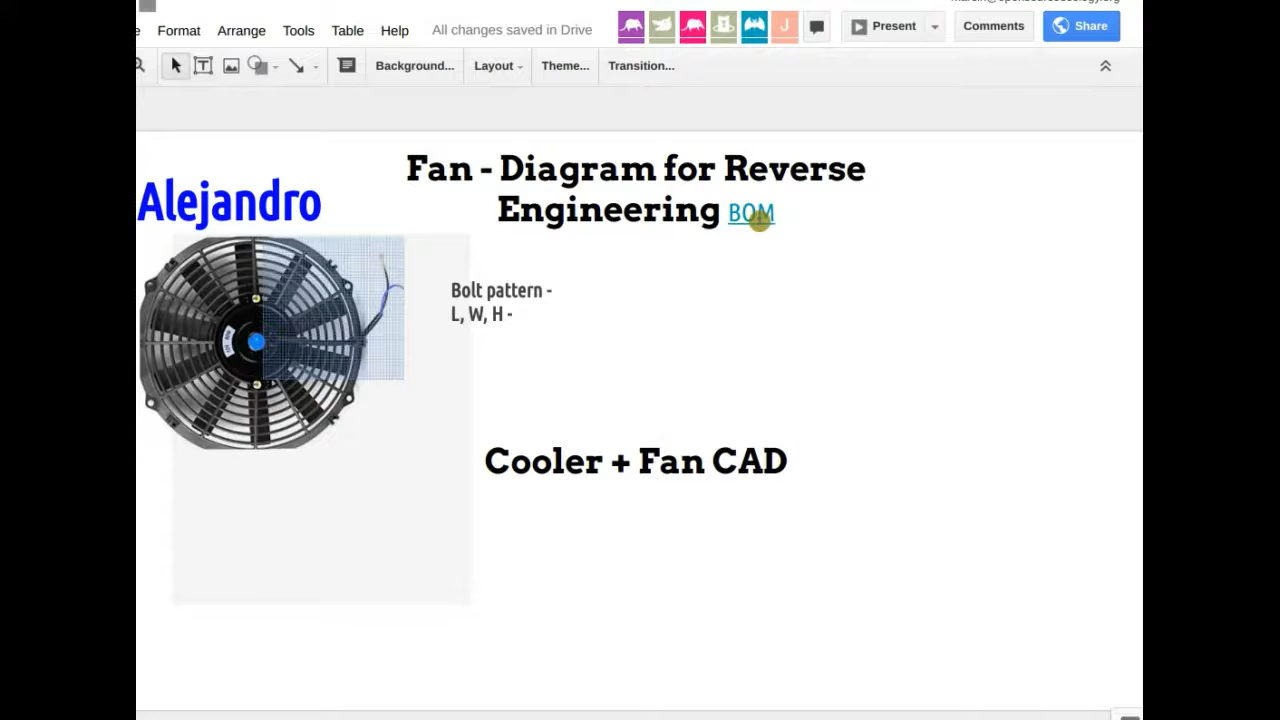 Format Arrange Tools Table Help All changes saved in Drive J Present Comments Share
Background... Layout Theme... Transition...
Fan - Diagram for Reverse
Engineering BOM
Alejandro
Bolt pattern -
L, W, H -
Cooler + Fan CAD